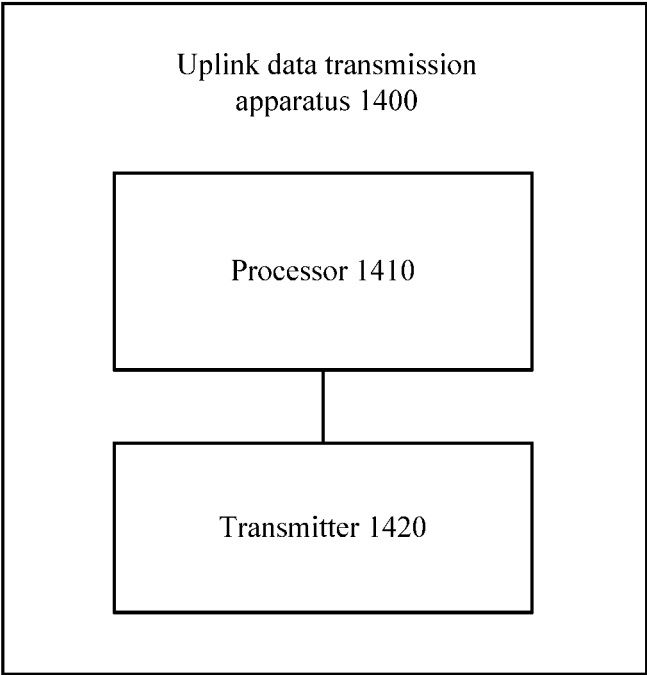 Uplink data transmission
apparatus 1400
Processor 1410
Transmitter 1420